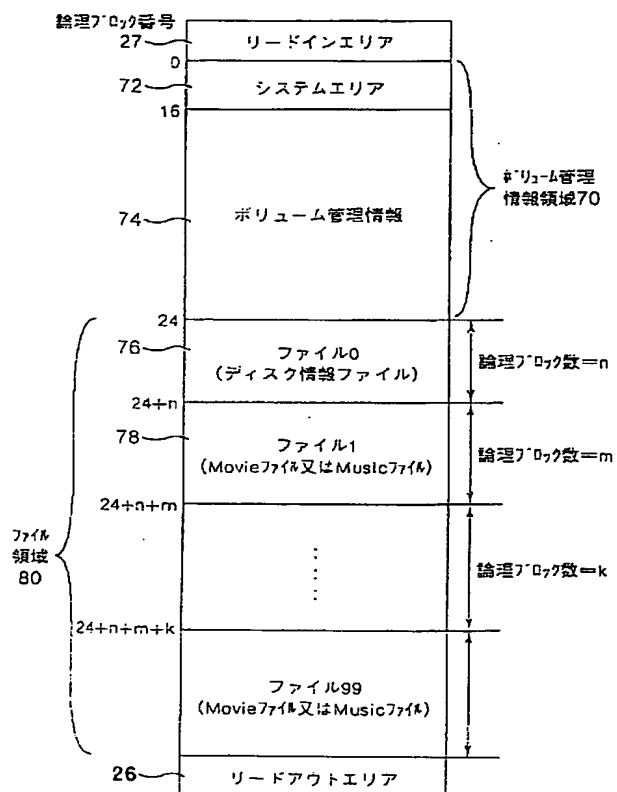 論理ブロック番号
27
リードインエリア
0
72
システムエリア
16
74
ボリューム管理情報
ボリューム管理
情報領域70
24
76
ファイル0
(ディスク情報ファイル)
論理ブロック数=n
24+n
78
ファイル1
(Movieファイル又はMusicファイル)
論理ブロック数=m
24+n+m
ファイル
領域
80
論理ブロック数=k
24+n+m+k
ファイル99
(Movieファイル又はMusicファイル)
26
リードアウトエリア